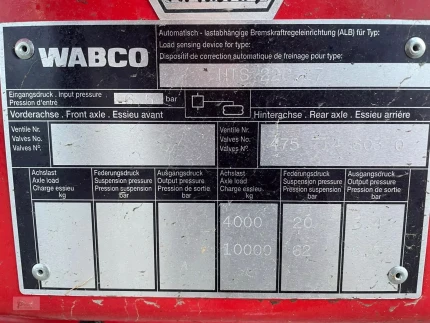 WABCO
Automatisch - lastabhängige Bremskraftregeleinrichtung (ALB) für Typ:
Load sensing device for type:
Dispositif de correction automatique de freinage pour type:
Eingangsdruck . Input pressure
Pression d'entré
bar
Vorderachse . Front axle . Essieu avant
Hinterachse . Rear axle . Essieu arriére
Ventile Nr.
Valves No.
Valves N°.
Ventile Nr.
Valves No.
Valves N°.
475
0
Achslast
Axle load
Charge essieu
kg
Federungsdruck
Suspension pressure
Pression suspension
bar
Ausgangsdruck
Output pressure
Pression de sortie
bar
Achslast
Axle load
Charge essieu
kg
Federungsdruck
Suspension pressure
Pression suspension
bar
Ausgangsdruck
Output pressure
Pression de sortie
bar
4000 20
10000 62